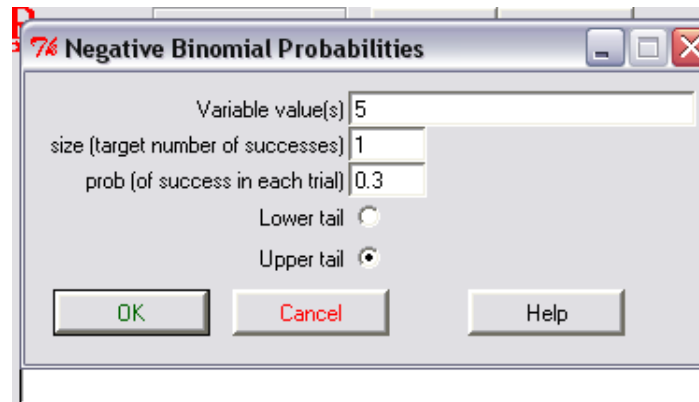 Negative Binomial Probabilities
Variable value(s) 5
size (target number of successes) 1
prob (of success in each trial) 0.3
Lower tail
Upper tail
OK Cancel Help